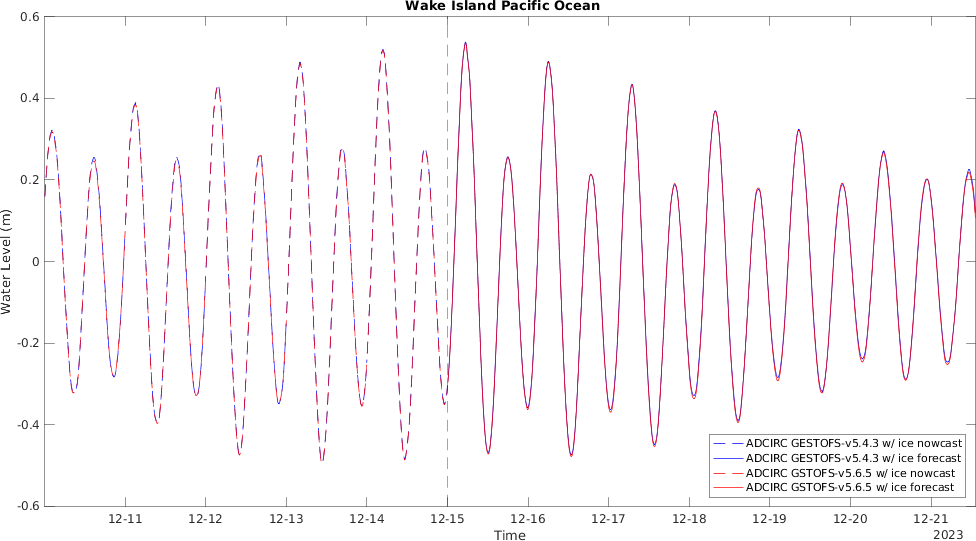 Wake Island Pacific Ocean
0.6
0.4
0.2
0
-0.2
-0.4
-0.6
Water Level (m)
12-11
12-12
12-13
12-14
12-15
12-16
12-17
12-18
12-19
12-20
12-21
2023
Time
ADCIRC GESTOFS-v5.4.3 w/ ice nowcast
ADCIRC GESTOFS-v5.4.3 w/ ice forecast
ADCIRC GSTOFS-v5.6.5 w/ ice nowcast
ADCIRC GSTOFS-v5.6.5 w/ ice forecast